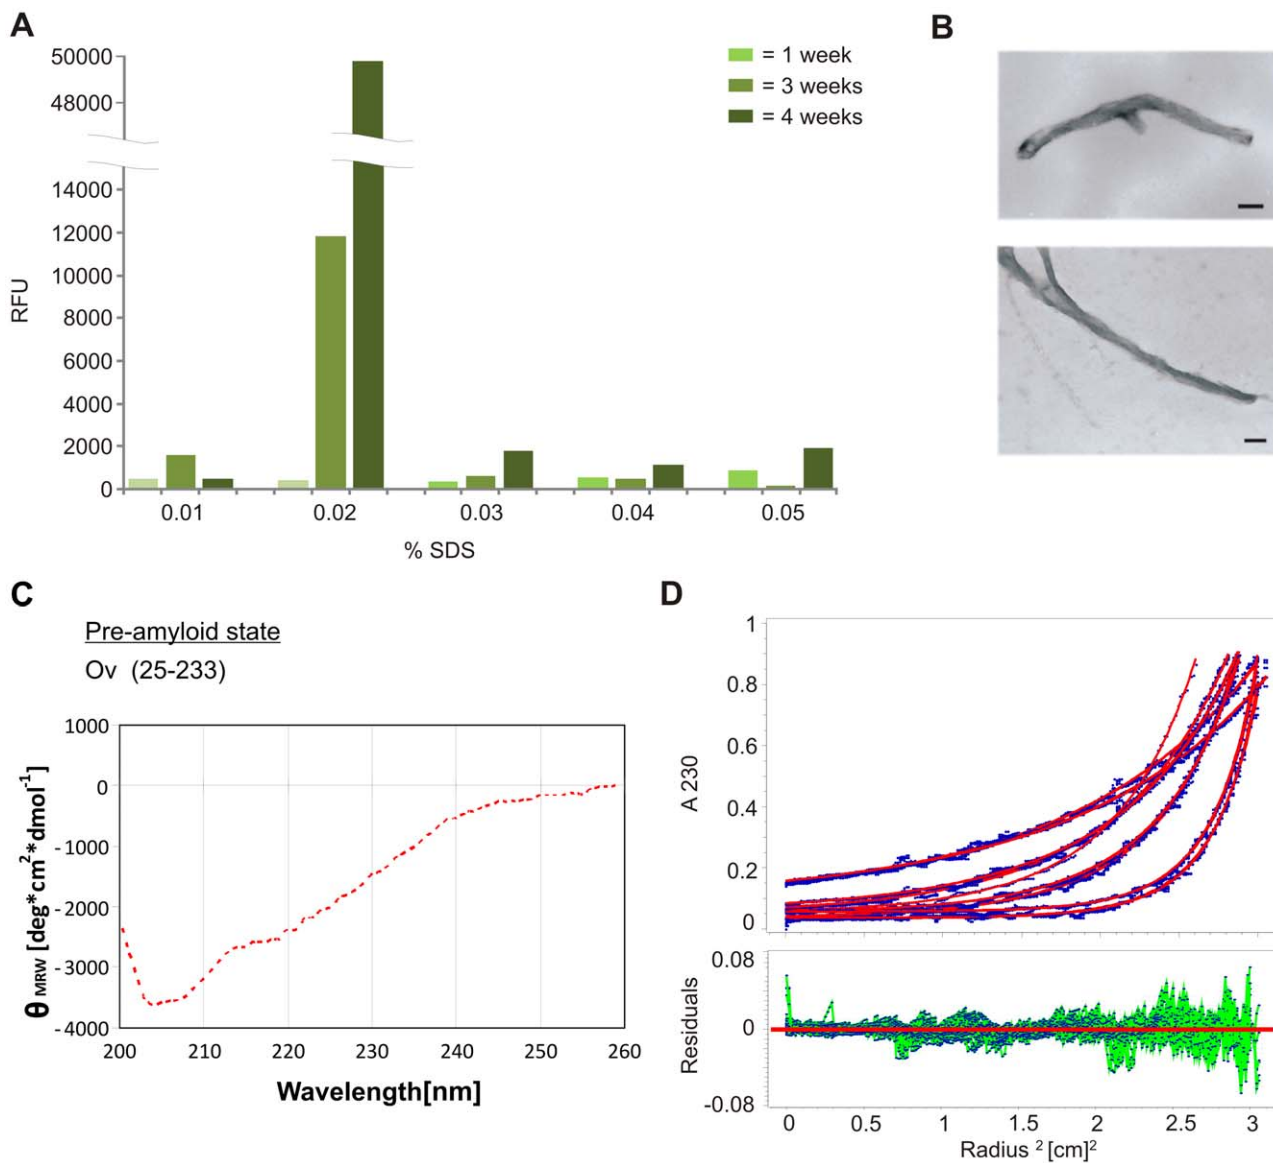 A
50000
48000
14000
12000
10000
8000
6000
4000
2000
0
RFU
0.01 0.02 0.03 0.04 0.05
% SDS
= 1 week
= 3 weeks
= 4 weeks
B
C
Pre-amyloid state
Ov (25-233)
1000
0
-1000
-2000
-3000
-4000
θ MRW [deg*cm²*dmol⁻¹]
200 210 220 230 240 250 260
Wavelength[nm]
D
1
0.8
0.6
0.4
0.2
0
A 230
0.08
0
-0.08
Residuals
0 0.5 1 1.5 2 2.5 3
Radius ² [cm]²